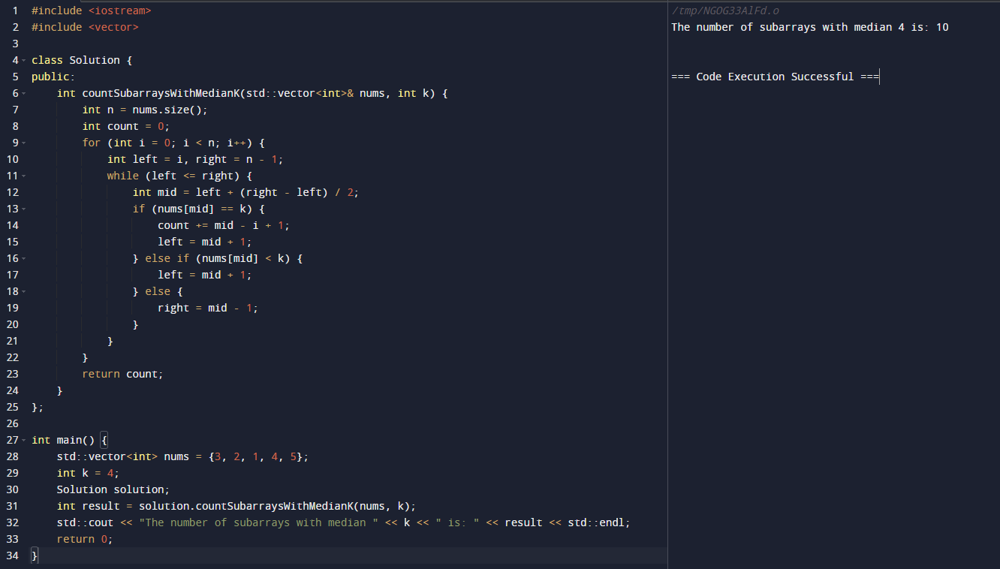 1 #include <iostream>
2 #include <vector>
3
4 class Solution {
5 public:
6     int countSubarraysWithMedianK(std::vector<int>& nums, int k) {
7         int n = nums.size();
8         int count = 0;
9         for (int i = 0; i < n; i++) {
10             int left = i, right = n - 1;
11             while (left <= right) {
12                 int mid = left + (right - left) / 2;
13                 if (nums[mid] == k) {
14                     count += mid - i + 1;
15                     left = mid + 1;
16                 } else if (nums[mid] < k) {
17                     left = mid + 1;
18                 } else {
19                     right = mid - 1;
20                 }
21             }
22         }
23         return count;
24     }
25 };
26
27 int main() {
28     std::vector<int> nums = {3, 2, 1, 4, 5};
29     int k = 4;
30     Solution solution;
31     int result = solution.countSubarraysWithMedianK(nums, k);
32     std::cout << "The number of subarrays with median " << k << " is: " << result << std::endl;
33     return 0;
34 }
/tmp/NGOG33AlFd.o
The number of subarrays with median 4 is: 10
=== Code Execution Successful ===